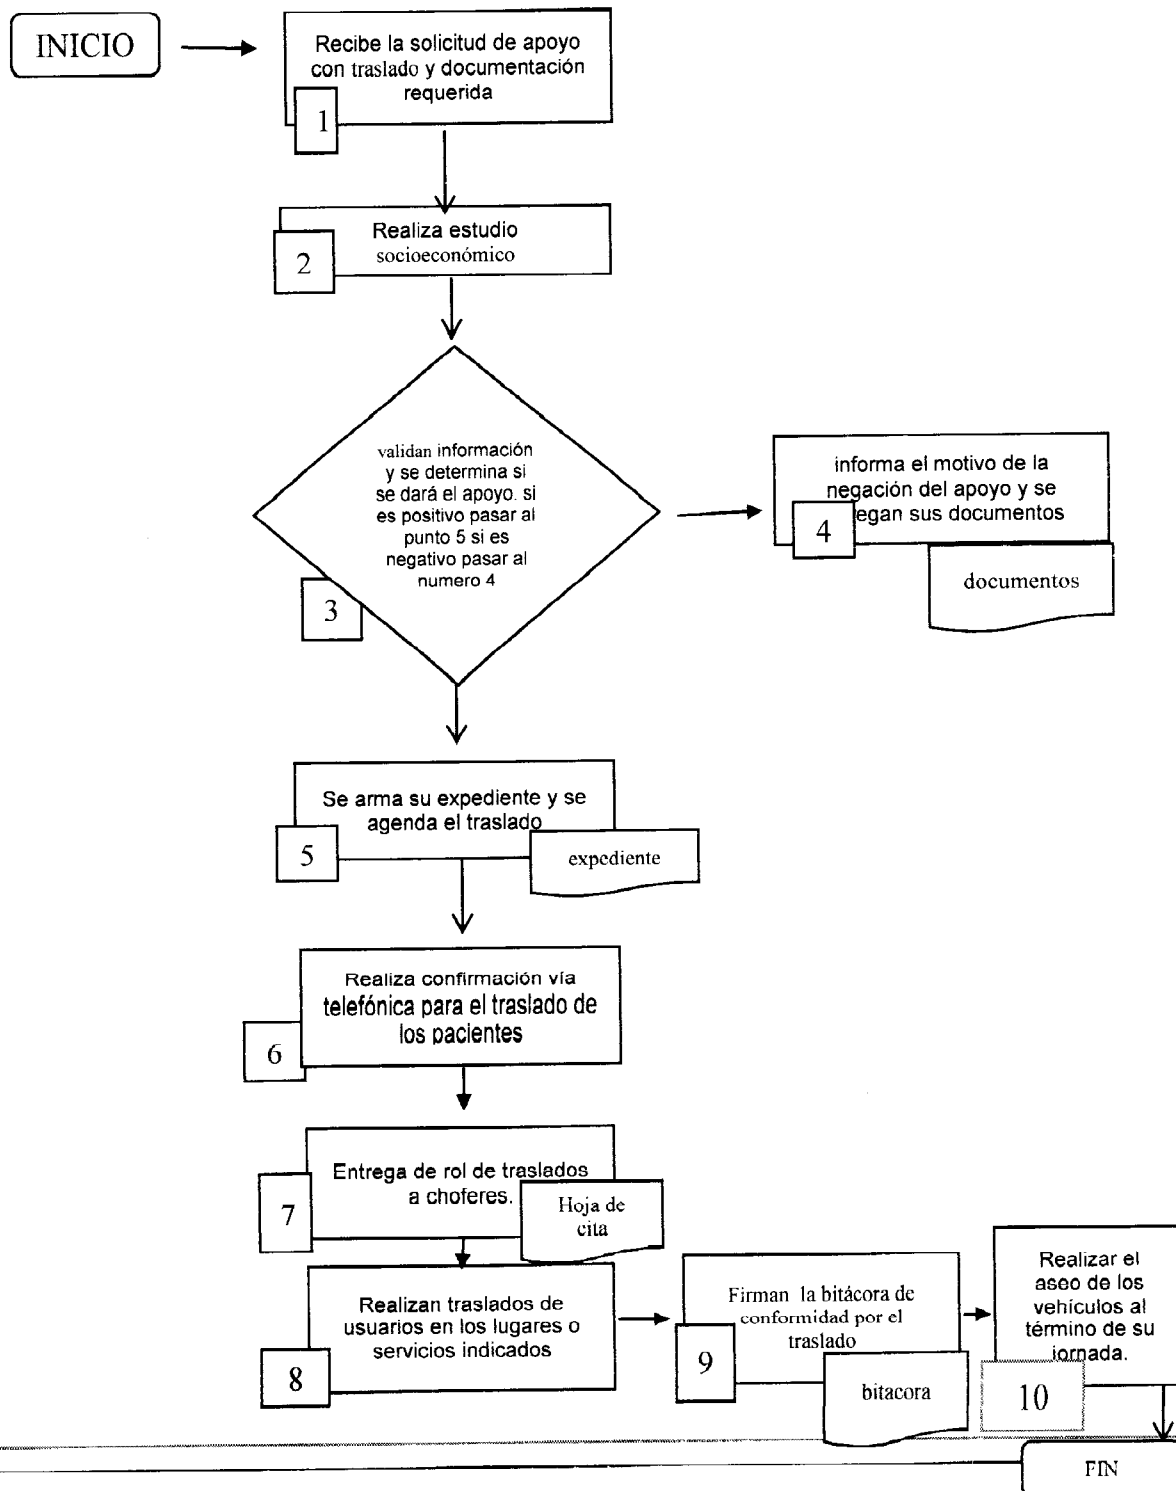 INICIO
Recibe la solicitud de apoyo
con traslado y documentación
requerida
1
Realiza estudio
socioeconómico
2
validan información
y se determina si
se dará el apoyo. si
es positivo pasar al
punto 5 si es
negativo pasar al
numero 4
3
informa el motivo de la
negación del apoyo y se
egan sus documentos
4
documentos
Se arma su expediente y se
agenda el traslado
5
expediente
Realiza confirmación vía
telefónica para el traslado de
los pacientes
6
Entrega de rol de traslados
a choferes.
7
Hoja de
cita
Realizan traslados de
usuarios en los lugares o
servicios indicados
8
Firman la bitácora de
conformidad por el
traslado
9
bitacora
Realizar el
aseo de los
vehículos al
término de su
jornada.
10
FIN